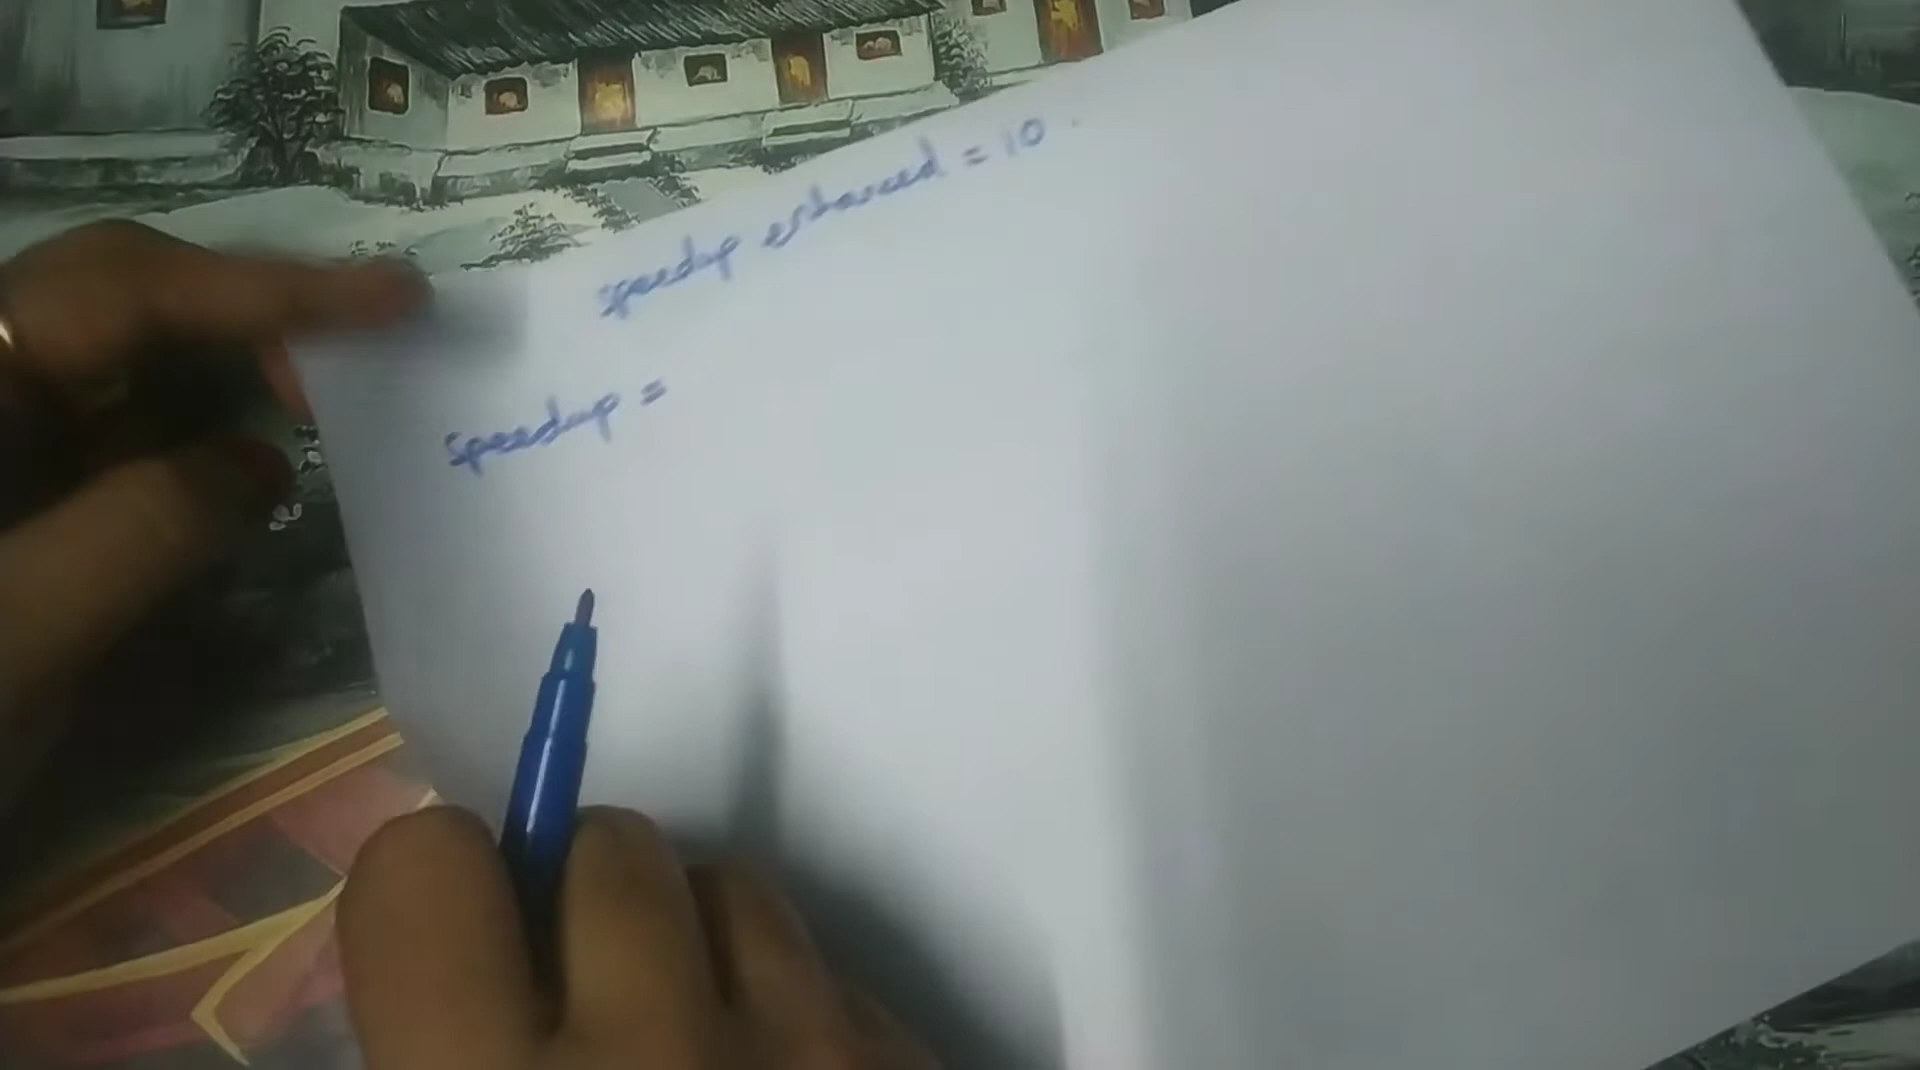 speedup enhanced = 10
speedup =